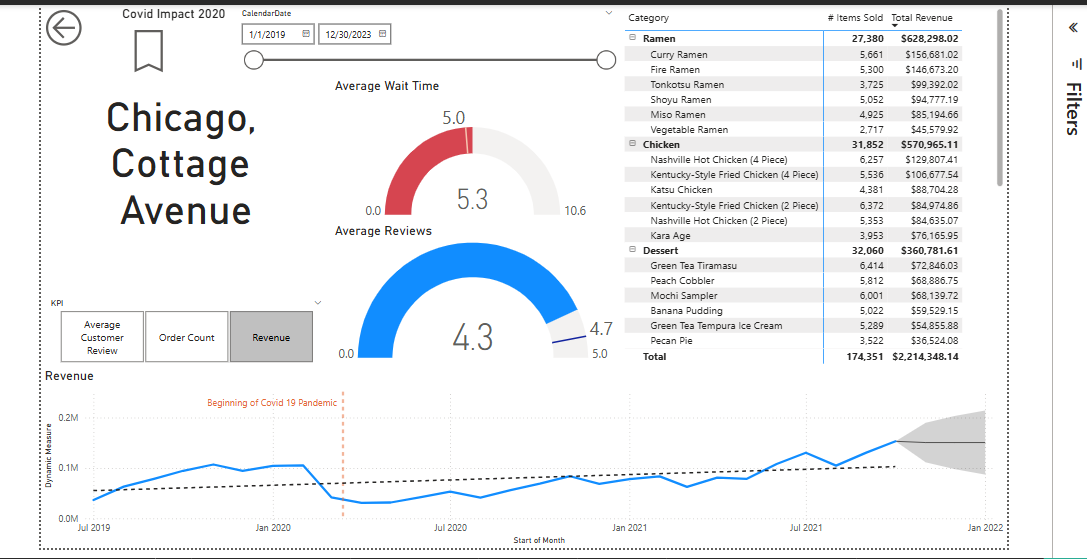 Covid Impact 2020
CalendarDate
1/1/2019
12/30/2023
Chicago,
Cottage
Avenue
Average Wait Time
5.0
5.3
0.0
10.6
Average Reviews
4.3
4.7
0.0
5.0
KPI
Average
Customer
Review
Order Count
Revenue
Category # Items Sold Total Revenue
Ramen 27,380 $628,298.02
Curry Ramen 5,661 $156,681.02
Fire Ramen 5,300 $146,673.20
Tonkotsu Ramen 3,725 $99,392.02
Shoyu Ramen 5,052 $94,777.19
Miso Ramen 4,925 $85,194.66
Vegetable Ramen 2,717 $45,579.92
Chicken 31,852 $570,965.11
Nashville Hot Chicken (4 Piece) 6,257 $129,807.41
Kentucky-Style Fried Chicken (4 Piece) 5,536 $106,677.54
Katsu Chicken 4,381 $88,704.28
Kentucky-Style Fried Chicken (2 Piece) 6,372 $84,974.86
Nashville Hot Chicken (2 Piece) 5,353 $84,635.07
Kara Age 3,953 $76,165.95
Dessert 32,060 $360,781.61
Green Tea Tiramasu 6,414 $72,846.03
Peach Cobbler 5,812 $68,886.75
Mochi Sampler 6,001 $68,139.72
Banana Pudding 5,022 $59,529.15
Green Tea Tempura Ice Cream 5,289 $54,855.88
Pecan Pie 3,522 $36,524.08
Total 174,351 $2,214,348.14
Filters
Revenue
Beginning of Covid 19 Pandemic
Dynamic Measure
0.2M
0.1M
0.0M
Jul 2019 Jan 2020 Jul 2020 Jan 2021 Jul 2021 Jan 2022
Start of Month